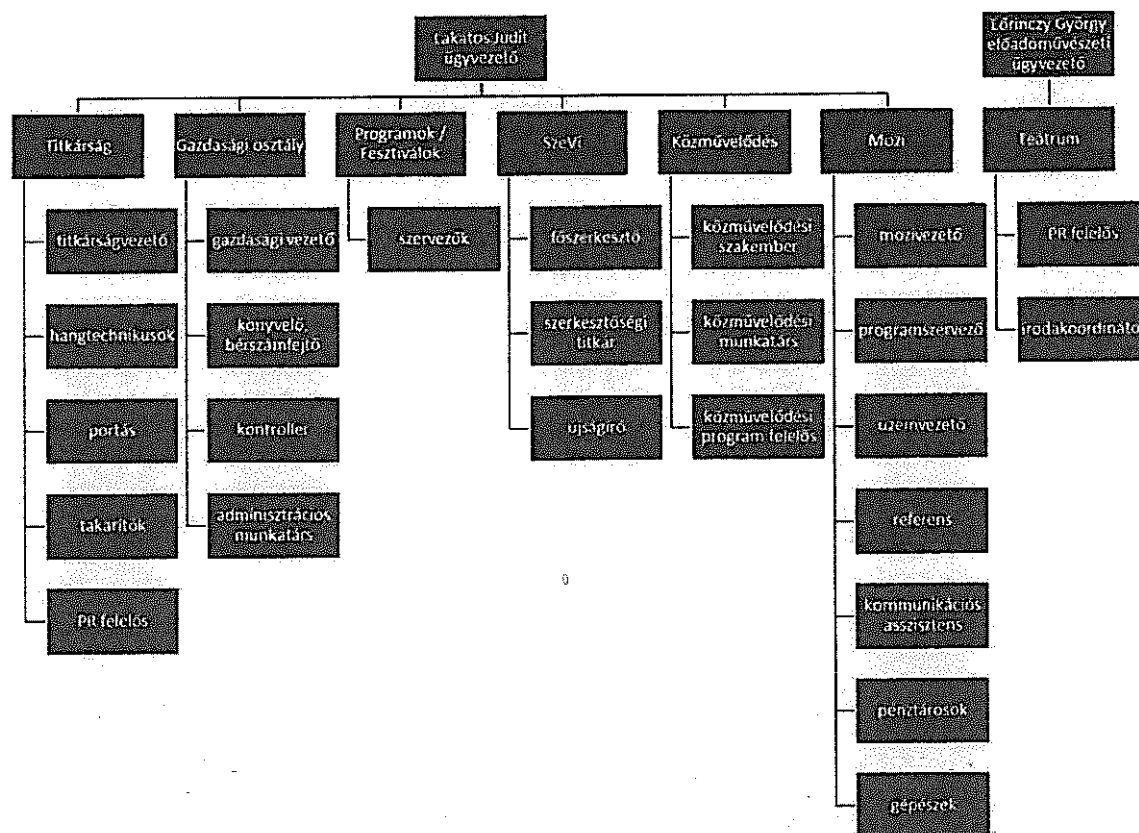 Lakatos Judit
ügyvezető
Lőrinczy György
előadóművészeti
ügyvezető
Titkárság
Gazdasági osztály
Programok /
Fesztiválok
SzeVi
Közművelődés
Mozi
Teátrum
titkárságvezető
hangtechnikusok
portás
takarítók
PR felelős
gazdasági vezető
könyvelő,
bérszámfejtő
kontroller
adminisztrációs
munkatárs
szervezők
főszerkesztő
szerkesztőségi
titkár
újságíró
közművelődési
szakember
közművelődési
munkatárs
közművelődési
program felelős
mozivezető
programszervező
üzemvezető
referens
kommunikációs
asszisztens
pénztárosok
gépészek
PR felelős
irodakoordináto